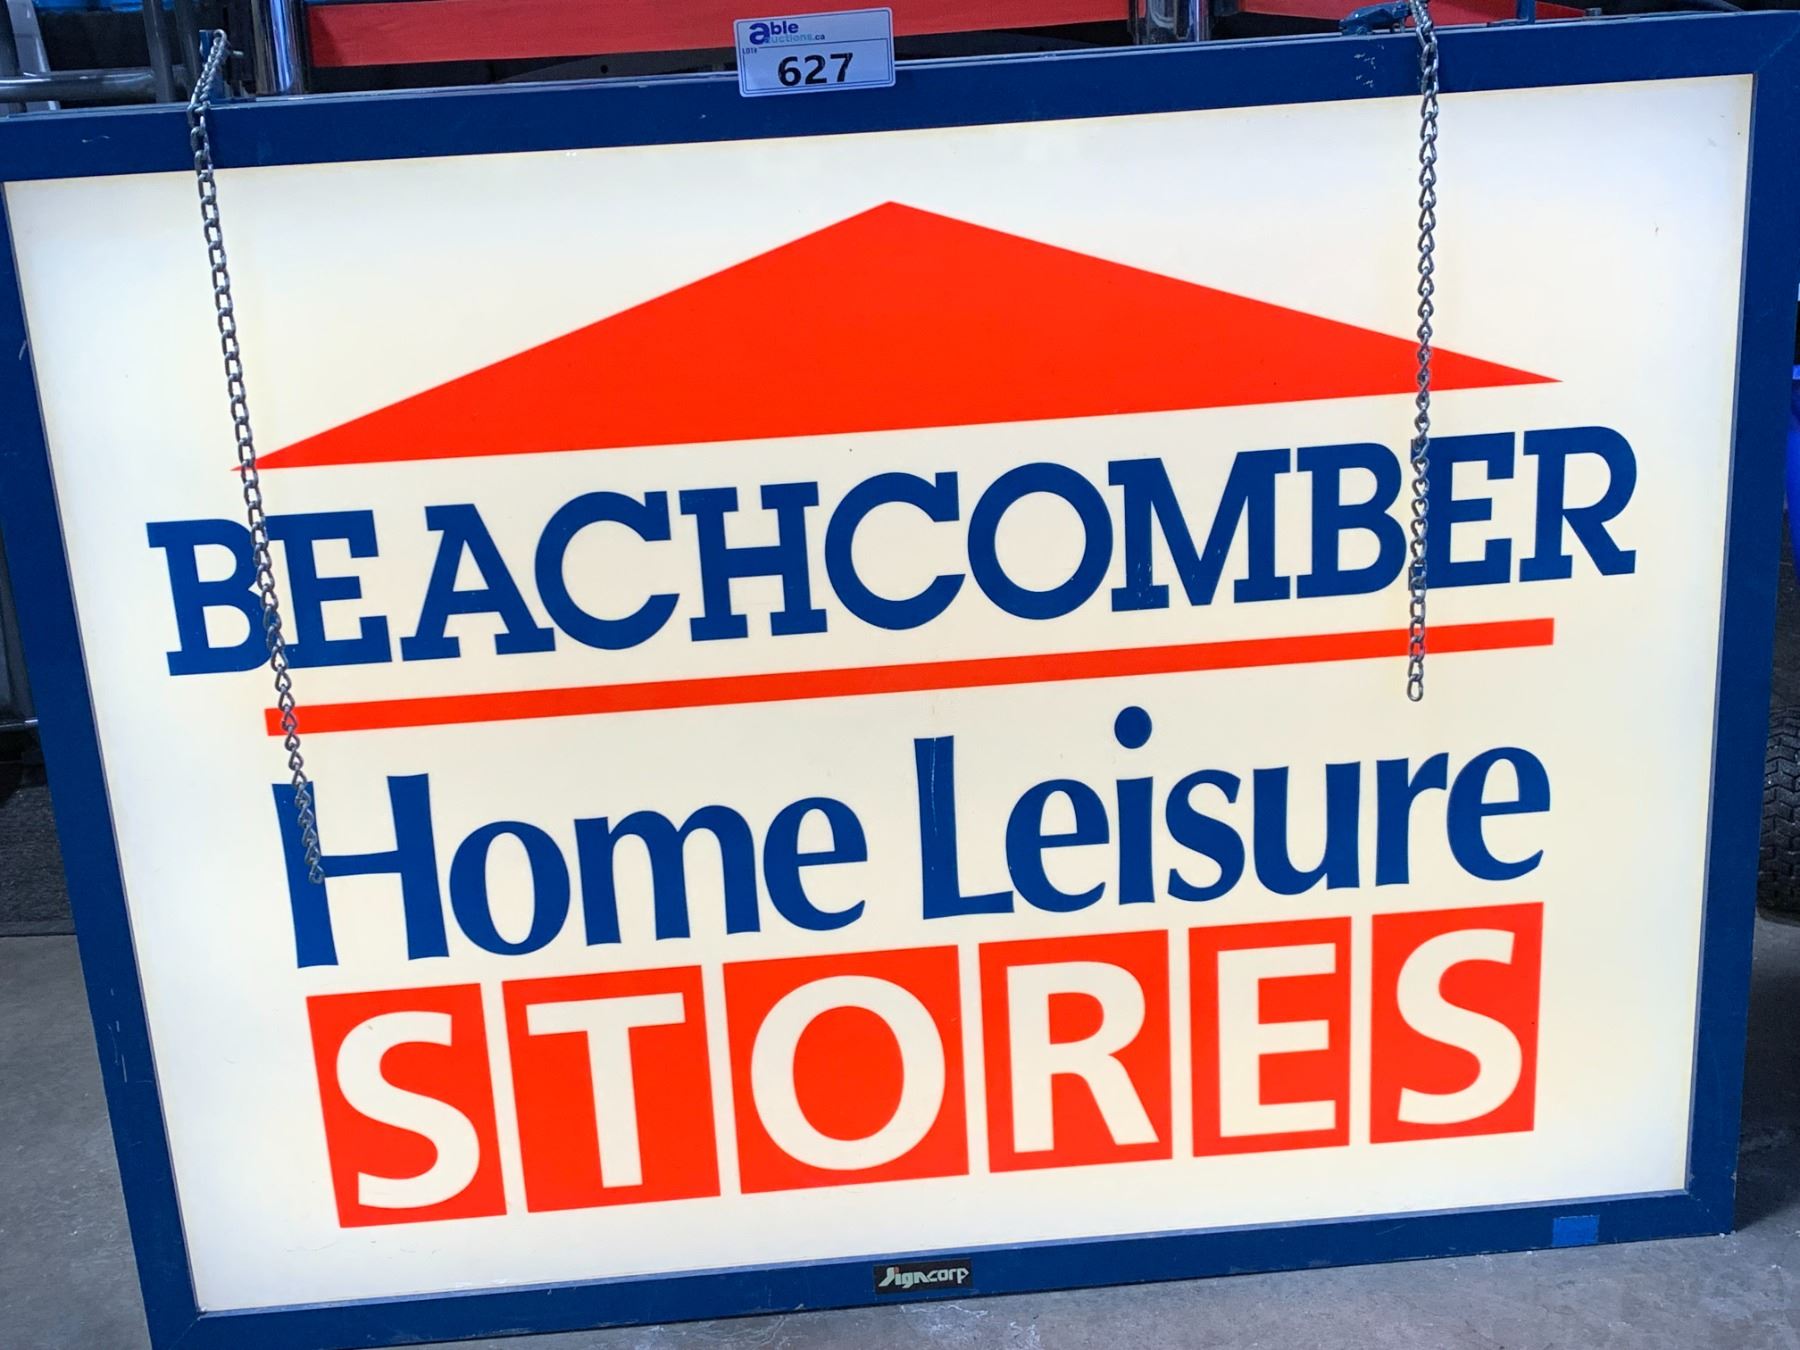 able
auctions.ca
LOT#
627
BEACHCOMBER
Home Leisure
STORES
Signcorp